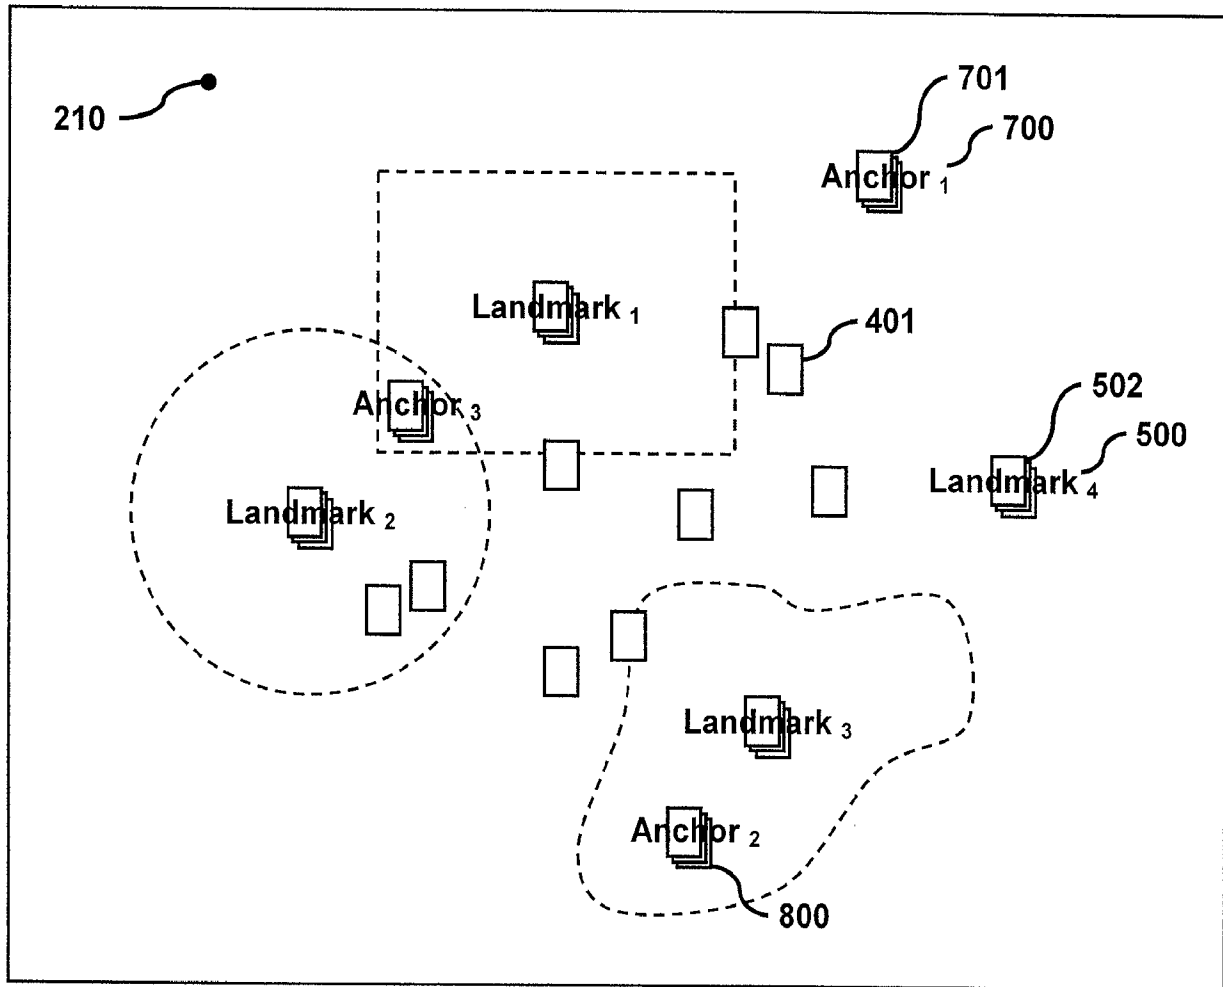 701
210
700
Anchor 1
Landmark 1
401
Anchor 3
502
500
Landmark 4
Landmark 2
Landmark 3
Anchor 2
800